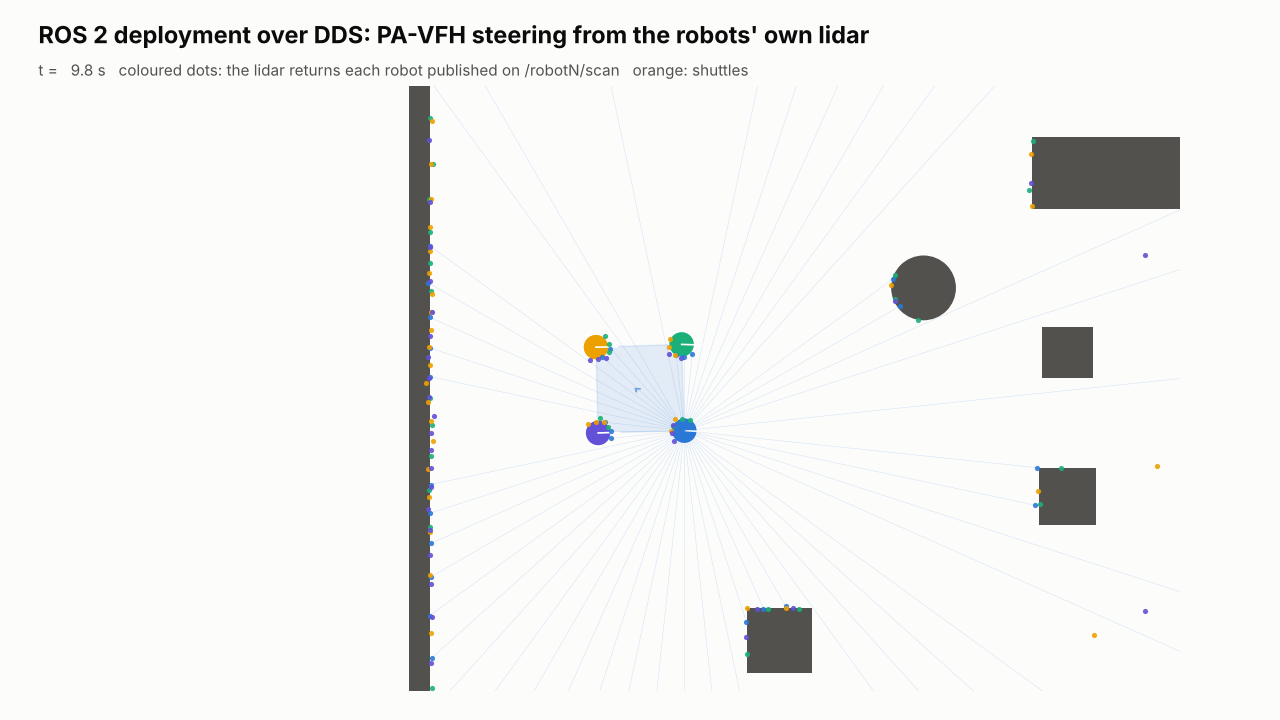 ROS 2 deployment over DDS: PA-VFH steering from the robots' own lidar
t = 9.8 s coloured dots: the lidar returns each robot published on /robotN/scan orange: shuttles